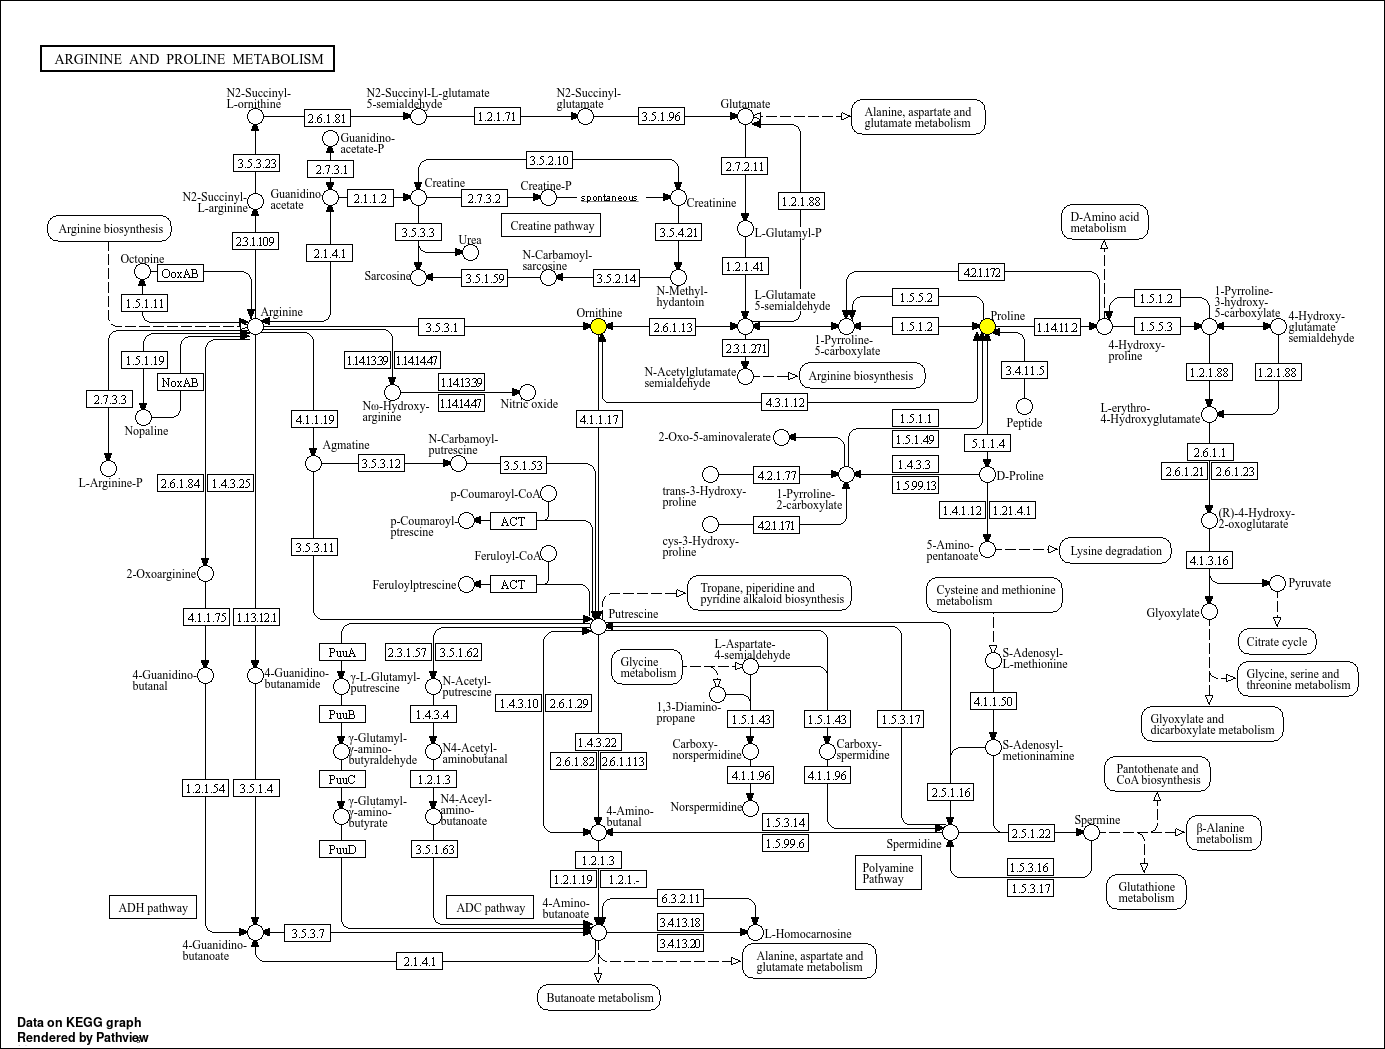 ARGININE AND PROLINE METABOLISM
N2-Succinyl-
L-ornithine
2.6.1.81
N2-Succinyl-L-glutamate
5-semialdehyde
1.2.1.71
N2-Succinyl-
glutamate
3.5.1.96
Glutamate
Alanine, aspartate and
glutamate metabolism
Guanidino-
acetate-P
3.5.3.23
2.7.3.1
3.5.2.10
2.7.2.11
N2-Succinyl-
L-arginine
Guanidino
acetate
2.1.1.2
Creatine
2.7.3.2
Creatine-P
spontaneous
Creatinine
1.2.1.88
Arginine biosynthesis
2.3.1.109
2.1.4.1
3.5.3.3
Urea
Creatine pathway
3.5.4.21
L-Glutamyl-P
D-Amino acid
metabolism
Octopine
OoxAB
Sarcosine
3.5.1.59
N-Carbamoyl-
sarcosine
3.5.2.14
N-Methyl-
hydantoin
1.2.1.41
4.2.1.172
1.5.1.11
Arginine
3.5.3.1
Ornithine
2.6.1.13
L-Glutamate
5-semialdehyde
1.5.5.2
1.5.1.2
1-Pyrroline-
5-carboxylate
Proline
1.14.11.2
4-Hydroxy-
proline
1.5.1.2
1.5.5.3
1-Pyrroline-
3-hydroxy-
5-carboxylate
4-Hydroxy-
glutamate
semialdehyde
1.5.1.19
NoxAB
Nopaline
2.7.3.3
L-Arginine-P
1.14.13.39
1.14.14.47
Nω-Hydroxy-
arginine
1.14.13.39
1.14.14.47
Nitric oxide
2.3.1.271
N-Acetylglutamate
semialdehyde
Arginine biosynthesis
4.3.1.12
3.4.11.5
Peptide
1.2.1.88
1.2.1.88
L-erythro-
4-Hydroxyglutamate
4.1.1.19
Agmatine
3.5.3.12
N-Carbamoyl-
putrescine
3.5.1.53
4.1.1.17
2-Oxo-5-aminovalerate
1.5.1.1
1.5.1.49
5.1.1.4
1.4.3.3
1.5.99.13
D-Proline
2.6.1.1
2.6.1.21
2.6.1.23
2.6.1.84
1.4.3.25
p-Coumaroyl-CoA
p-Coumaroyl-
ptrescine
ACT
trans-3-Hydroxy-
proline
4.2.1.77
1-Pyrroline-
2-carboxylate
4.2.1.171
cys-3-Hydroxy-
proline
1.4.1.12
1.21.4.1
(R)-4-Hydroxy-
2-oxoglutarate
3.5.3.11
Feruloyl-CoA
Feruloylptrescine
ACT
5-Amino-
pentanoate
Lysine degradation
4.1.3.16
Pyruvate
2-Oxoarginine
Tropane, piperidine and
pyridine alkaloid biosynthesis
Cysteine and methionine
metabolism
Glyoxylate
Citrate cycle
4.1.1.75
1.13.12.1
Putrescine
PuuA
2.3.1.57
3.5.1.62
Glycine
metabolism
L-Aspartate-
4-semialdehyde
S-Adenosyl-
L-methionine
Glycine, serine and
threonine metabolism
4-Guanidino-
butanal
4-Guanidino-
butanamide
γ-L-Glutamyl-
putrescine
N-Acetyl-
putrescine
1.4.3.10
2.6.1.29
1,3-Diamino-
propane
4.1.1.50
Glyoxylate and
dicarboxylate metabolism
PuuB
1.4.3.4
1.5.1.43
1.5.1.43
1.5.3.17
γ-Glutamyl-
γ-amino-
butyraldehyde
N4-Acetyl-
aminobutanal
1.4.3.22
2.6.1.82
2.6.1.113
Carboxy-
norspermidine
Carboxy-
spermidine
S-Adenosyl-
metioninamine
PuuC
1.2.1.3
4.1.1.96
4.1.1.96
Pantothenate and
CoA biosynthesis
1.2.1.54
3.5.1.4
γ-Glutamyl-
γ-amino-
butyrate
N4-Aceyl-
amino-
butanoate
4-Amino-
butanal
Norspermidine
2.5.1.16
1.5.3.14
1.5.99.6
Spermidine
2.5.1.22
Spermine
β-Alanine
metabolism
PuuD
3.5.1.63
1.2.1.3
1.2.1.19
1.2.1.-
Polyamine
Pathway
1.5.3.16
1.5.3.17
Glutathione
metabolism
ADH pathway
ADC pathway
4-Amino-
butanoate
6.3.2.11
3.4.13.18
3.4.13.20
L-Homocarnosine
4-Guanidino-
butanoate
3.5.3.7
2.1.4.1
Alanine, aspartate and
glutamate metabolism
Butanoate metabolism
Data on KEGG graph
Rendered by Pathview